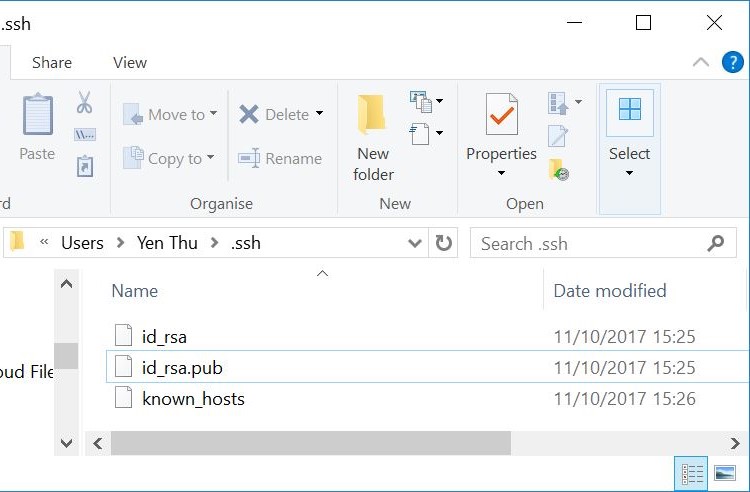 .ssh
Share View
Paste
Move to
Copy to
Delete
Rename
New folder
Properties
Select
rd Organise New Open
« Users > Yen Thu > .ssh
Search .ssh
Name Date modified
id_rsa 11/10/2017 15:25
id_rsa.pub 11/10/2017 15:25
oud File
known_hosts 11/10/2017 15:26